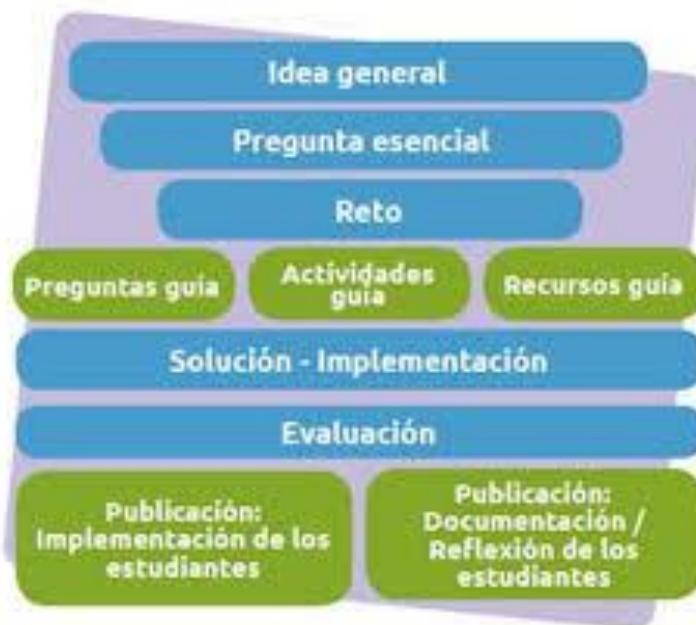 Idea general
Pregunta esencial
Reto
Preguntas guía
Actividades
guía
Recursos guía
Solución - Implementación
Evaluación
Publicación:
Implementación de los
estudiantes
Publicación:
Documentación /
Reflexión de los
estudiantes